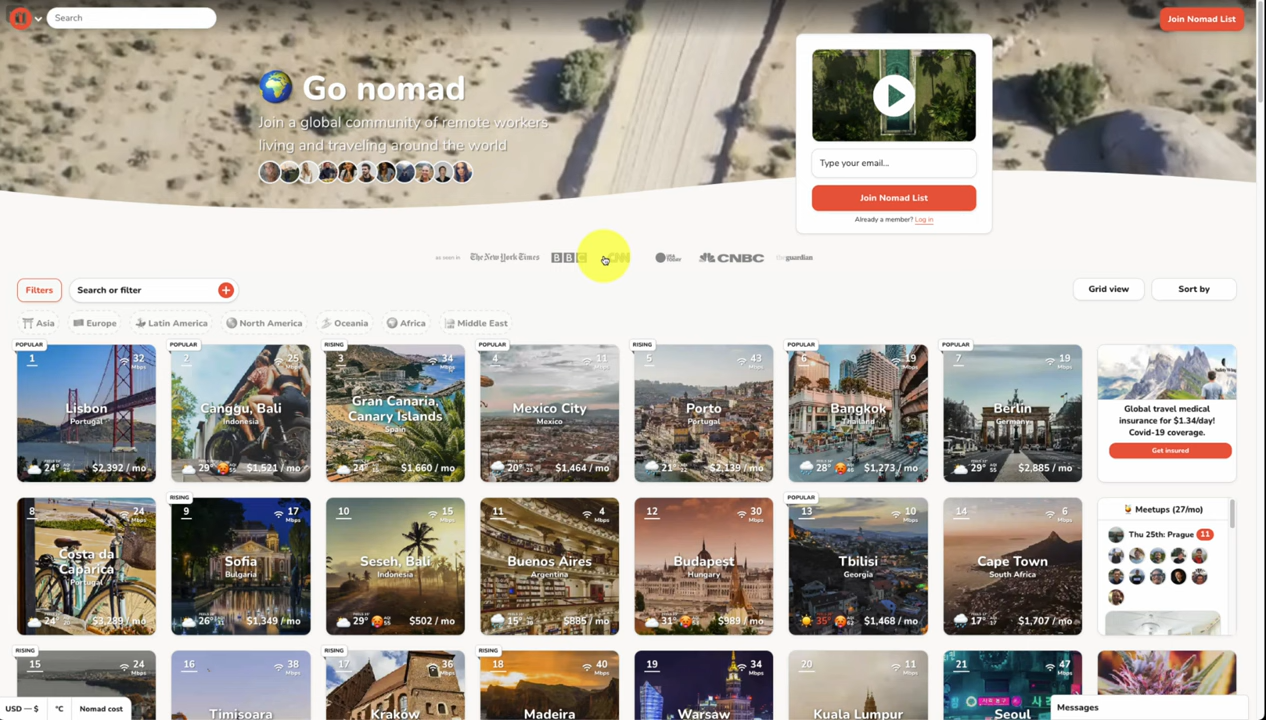 Search
Join Nomad List
Go nomad
Join a global community of remote workers
living and traveling around the world
Type your email...
Join Nomad List
Already a member? Log in
as seen in
The New York Times
BBC
CNN
USA TODAY
CNBC
theguardian
Filters
Search or filter
Grid view
Sort by
Asia
Europe
Latin America
North America
Oceania
Africa
Middle East
POPULAR
1
32
Mbps
Lisbon
Portugal
24°
$2,392 / mo
POPULAR
2
25
Mbps
Canggu, Bali
Indonesia
29°
$1,521 / mo
RISING
3
34
Mbps
Gran Canaria,
Canary Islands
Spain
24°
$1,660 / mo
POPULAR
4
11
Mbps
Mexico City
Mexico
20°
$1,464 / mo
RISING
5
43
Mbps
Porto
Portugal
21°
$2,139 / mo
POPULAR
6
19
Mbps
Bangkok
Thailand
28°
$1,273 / mo
POPULAR
7
19
Mbps
Berlin
Germany
29°
$2,885 / mo
Global travel medical
insurance for $1.34/day!
Covid-19 coverage.
Get insured
8
24
Mbps
Costa da
Caparica
Portugal
24°
$3,289 / mo
RISING
9
17
Mbps
Sofia
Bulgaria
26°
$1,349 / mo
10
15
Mbps
Seseh, Bali
Indonesia
29°
$502 / mo
11
4
Mbps
Buenos Aires
Argentina
15°
$885 / mo
12
30
Mbps
Budapest
Hungary
31°
$989 / mo
POPULAR
13
10
Mbps
Tbilisi
Georgia
35°
$1,468 / mo
14
6
Mbps
Cape Town
South Africa
17°
$1,707 / mo
Meetups (27/mo)
Thu 25th: Prague 11
RISING
15
24
Mbps
16
38
Mbps
Timisoara
RISING
17
36
Mbps
Kraków
RISING
18
40
Mbps
Madeira
19
34
Mbps
Warsaw
20
11
Mbps
Kuala Lumpur
21
47
Mbps
Seoul
USD — $
°C
Nomad cost
Messages